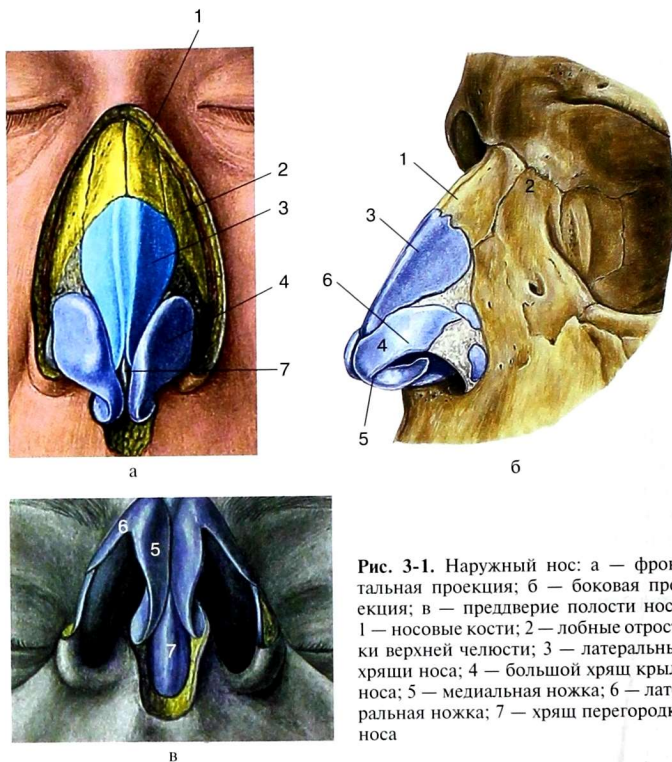 1
2
3
4
7
а
1
2
3
6
4
5
б
6
5
7
в
Рис. 3-1. Наружный нос: а — фрон
тальная проекция; б — боковая про
екция; в — преддверие полости нос
1 — носовые кости; 2 — лобные отрост
ки верхней челюсти; 3 — латеральны
хрящи носа; 4 — большой хрящ крыл
носа; 5 — медиальная ножка; 6 — лат
ральная ножка; 7 — хрящ перегородк
носа